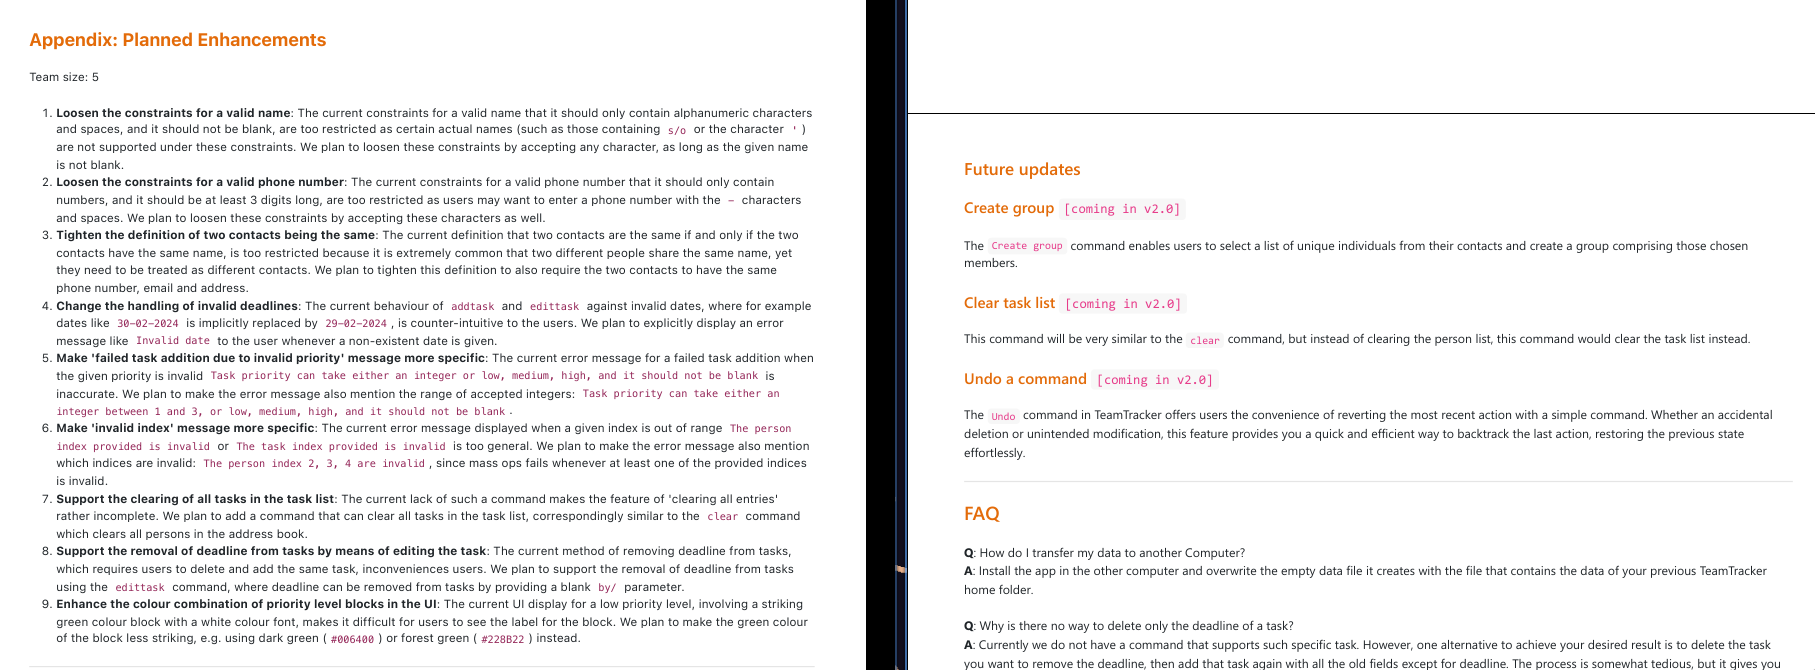 Appendix: Planned Enhancements
Team size: 5
1. Loosen the constraints for a valid name: The current constraints for a valid name that it should only contain alphanumeric characters
and spaces, and it should not be blank, are too restricted as certain actual names (such as those containing s/o or the character ' )
are not supported under these constraints. We plan to loosen these constraints by accepting any character, as long as the given name
is not blank.
2. Loosen the constraints for a valid phone number: The current constraints for a valid phone number that it should only contain
numbers, and it should be at least 3 digits long, are too restricted as users may want to enter a phone number with the - characters
and spaces. We plan to loosen these constraints by accepting these characters as well.
3. Tighten the definition of two contacts being the same: The current definition that two contacts are the same if and only if the two
contacts have the same name, is too restricted because it is extremely common that two different people share the same name, yet
they need to be treated as different contacts. We plan to tighten this definition to also require the two contacts to have the same
phone number, email and address.
4. Change the handling of invalid deadlines: The current behaviour of addtask and edittask against invalid dates, where for example
dates like 30-02-2024 is implicitly replaced by 29-02-2024 , is counter-intuitive to the users. We plan to explicitly display an error
message like Invalid date to the user whenever a non-existent date is given.
5. Make 'failed task addition due to invalid priority' message more specific: The current error message for a failed task addition when
the given priority is invalid Task priority can take either an integer or low, medium, high, and it should not be blank is
inaccurate. We plan to make the error message also mention the range of accepted integers: Task priority can take either an
integer between 1 and 3, or low, medium, high, and it should not be blank .
6. Make 'invalid index' message more specific: The current error message displayed when a given index is out of range The person
index provided is invalid or The task index provided is invalid is too general. We plan to make the error message also mention
which indices are invalid: The person index 2, 3, 4 are invalid , since mass ops fails whenever at least one of the provided indices
is invalid.
7. Support the clearing of all tasks in the task list: The current lack of such a command makes the feature of 'clearing all entries'
rather incomplete. We plan to add a command that can clear all tasks in the task list, correspondingly similar to the clear command
which clears all persons in the address book.
8. Support the removal of deadline from tasks by means of editing the task: The current method of removing deadline from tasks,
which requires users to delete and add the same task, inconveniences users. We plan to support the removal of deadline from tasks
using the edittask command, where deadline can be removed from tasks by providing a blank by/ parameter.
9. Enhance the colour combination of priority level blocks in the UI: The current UI display for a low priority level, involving a striking
green colour block with a white colour font, makes it difficult for users to see the label for the block. We plan to make the green colour
of the block less striking, e.g. using dark green ( #006400 ) or forest green ( #228B22 ) instead.
Future updates
Create group [coming in v2.0]
The Create group command enables users to select a list of unique individuals from their contacts and create a group comprising those chosen
members.
Clear task list [coming in v2.0]
This command will be very similar to the clear command, but instead of clearing the person list, this command would clear the task list instead.
Undo a command [coming in v2.0]
The Undo command in TeamTracker offers users the convenience of reverting the most recent action with a simple command. Whether an accidental
deletion or unintended modification, this feature provides you a quick and efficient way to backtrack the last action, restoring the previous state
effortlessly.
FAQ
Q: How do I transfer my data to another Computer?
A: Install the app in the other computer and overwrite the empty data file it creates with the file that contains the data of your previous TeamTracker
home folder.
Q: Why is there no way to delete only the deadline of a task?
A: Currently we do not have a command that supports such specific task. However, one alternative to achieve your desired result is to delete the task
you want to remove the deadline, then add that task again with all the old fields except for deadline. The process is somewhat tedious, but it gives you